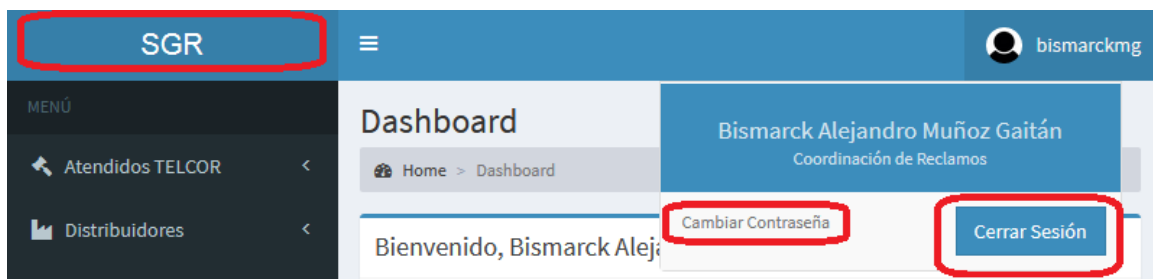 SGR
bismarckmg
MENÚ
Atendidos TELCOR
Distribuidores
Dashboard
Home > Dashboard
Bienvenido, Bismarck
Bismarck Alejandro Muñoz Gaitán
Coordinación de Reclamos
Cambiar Contraseña
Cerrar Sesión